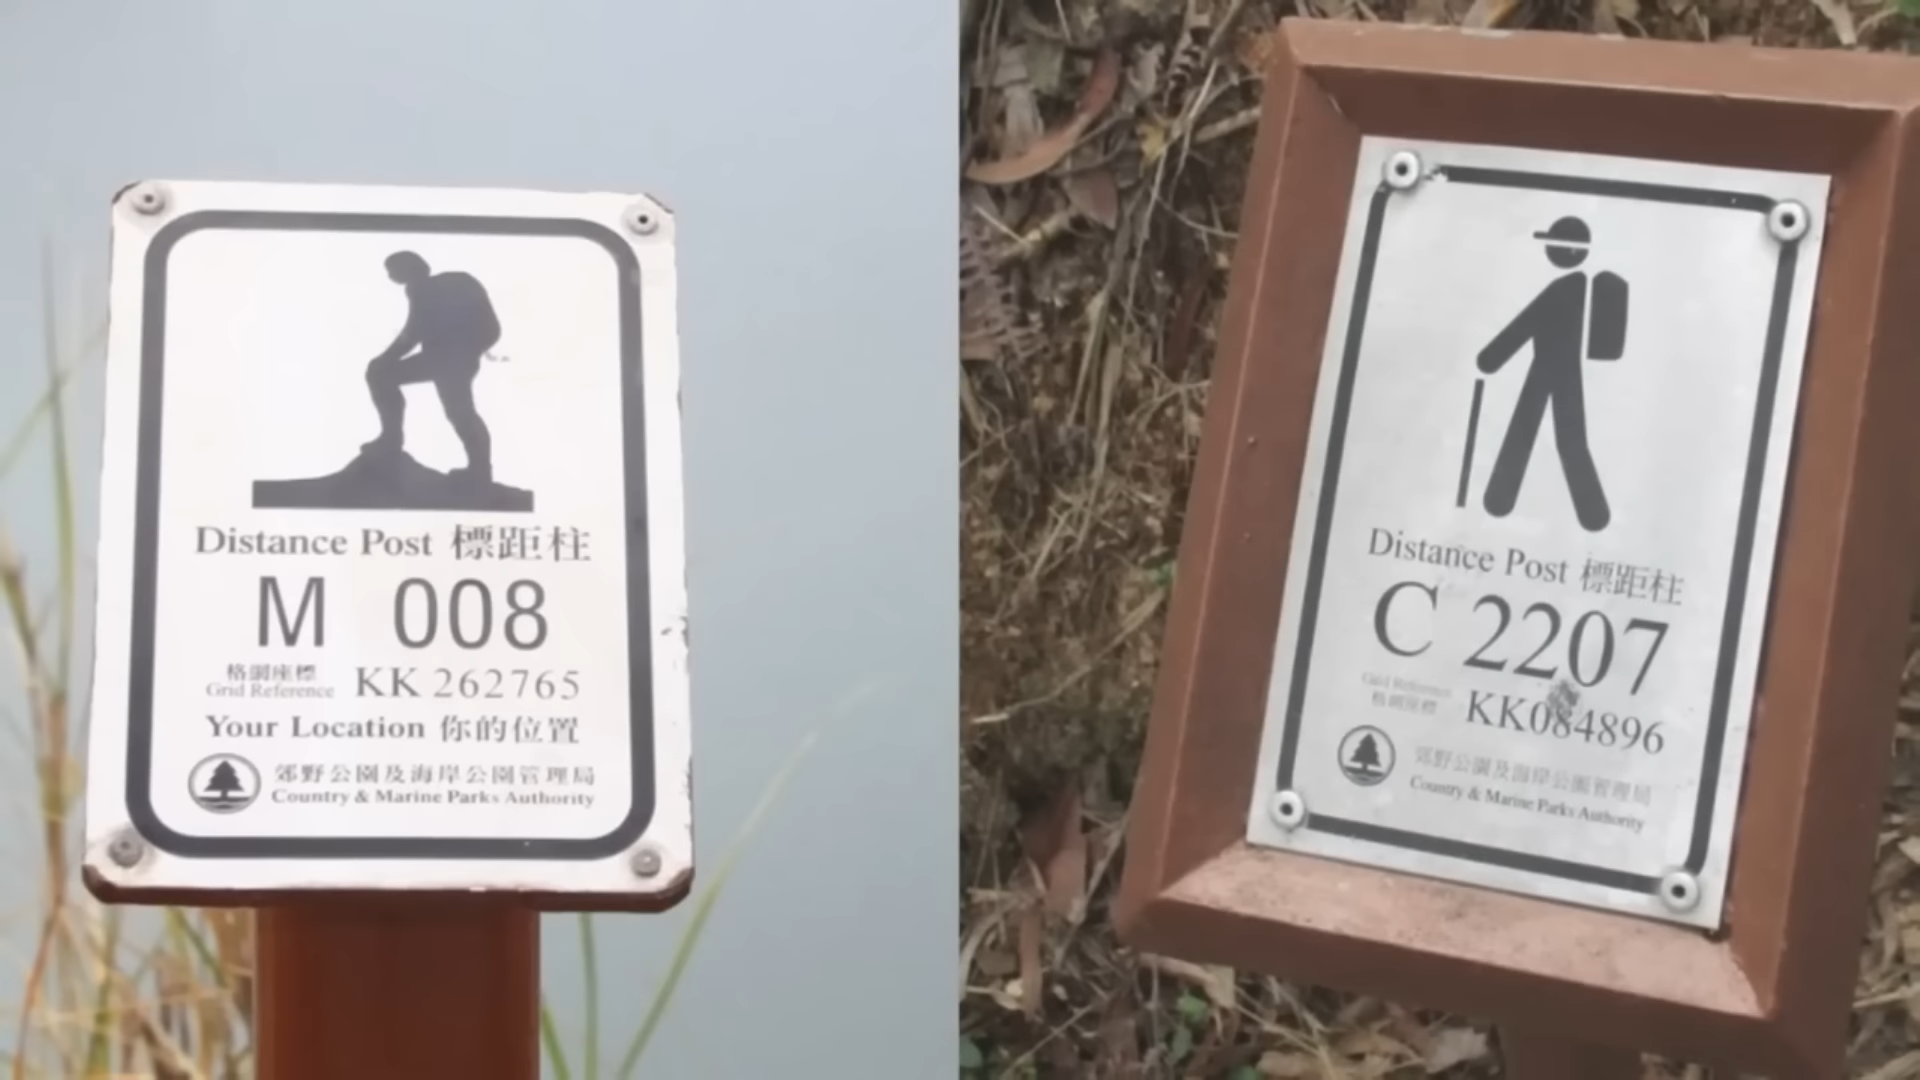 Distance Post 標距柱
M 008
格網座標
Grid Reference
KK 262765
Your Location 你的位置
郊野公園及海岸公園管理局
Country & Marine Parks Authority
Distance Post 標距柱
C 2207
Grid Reference
格網座標
KK084896
郊野公園及海岸公園管理局
Country & Marine Parks Authority